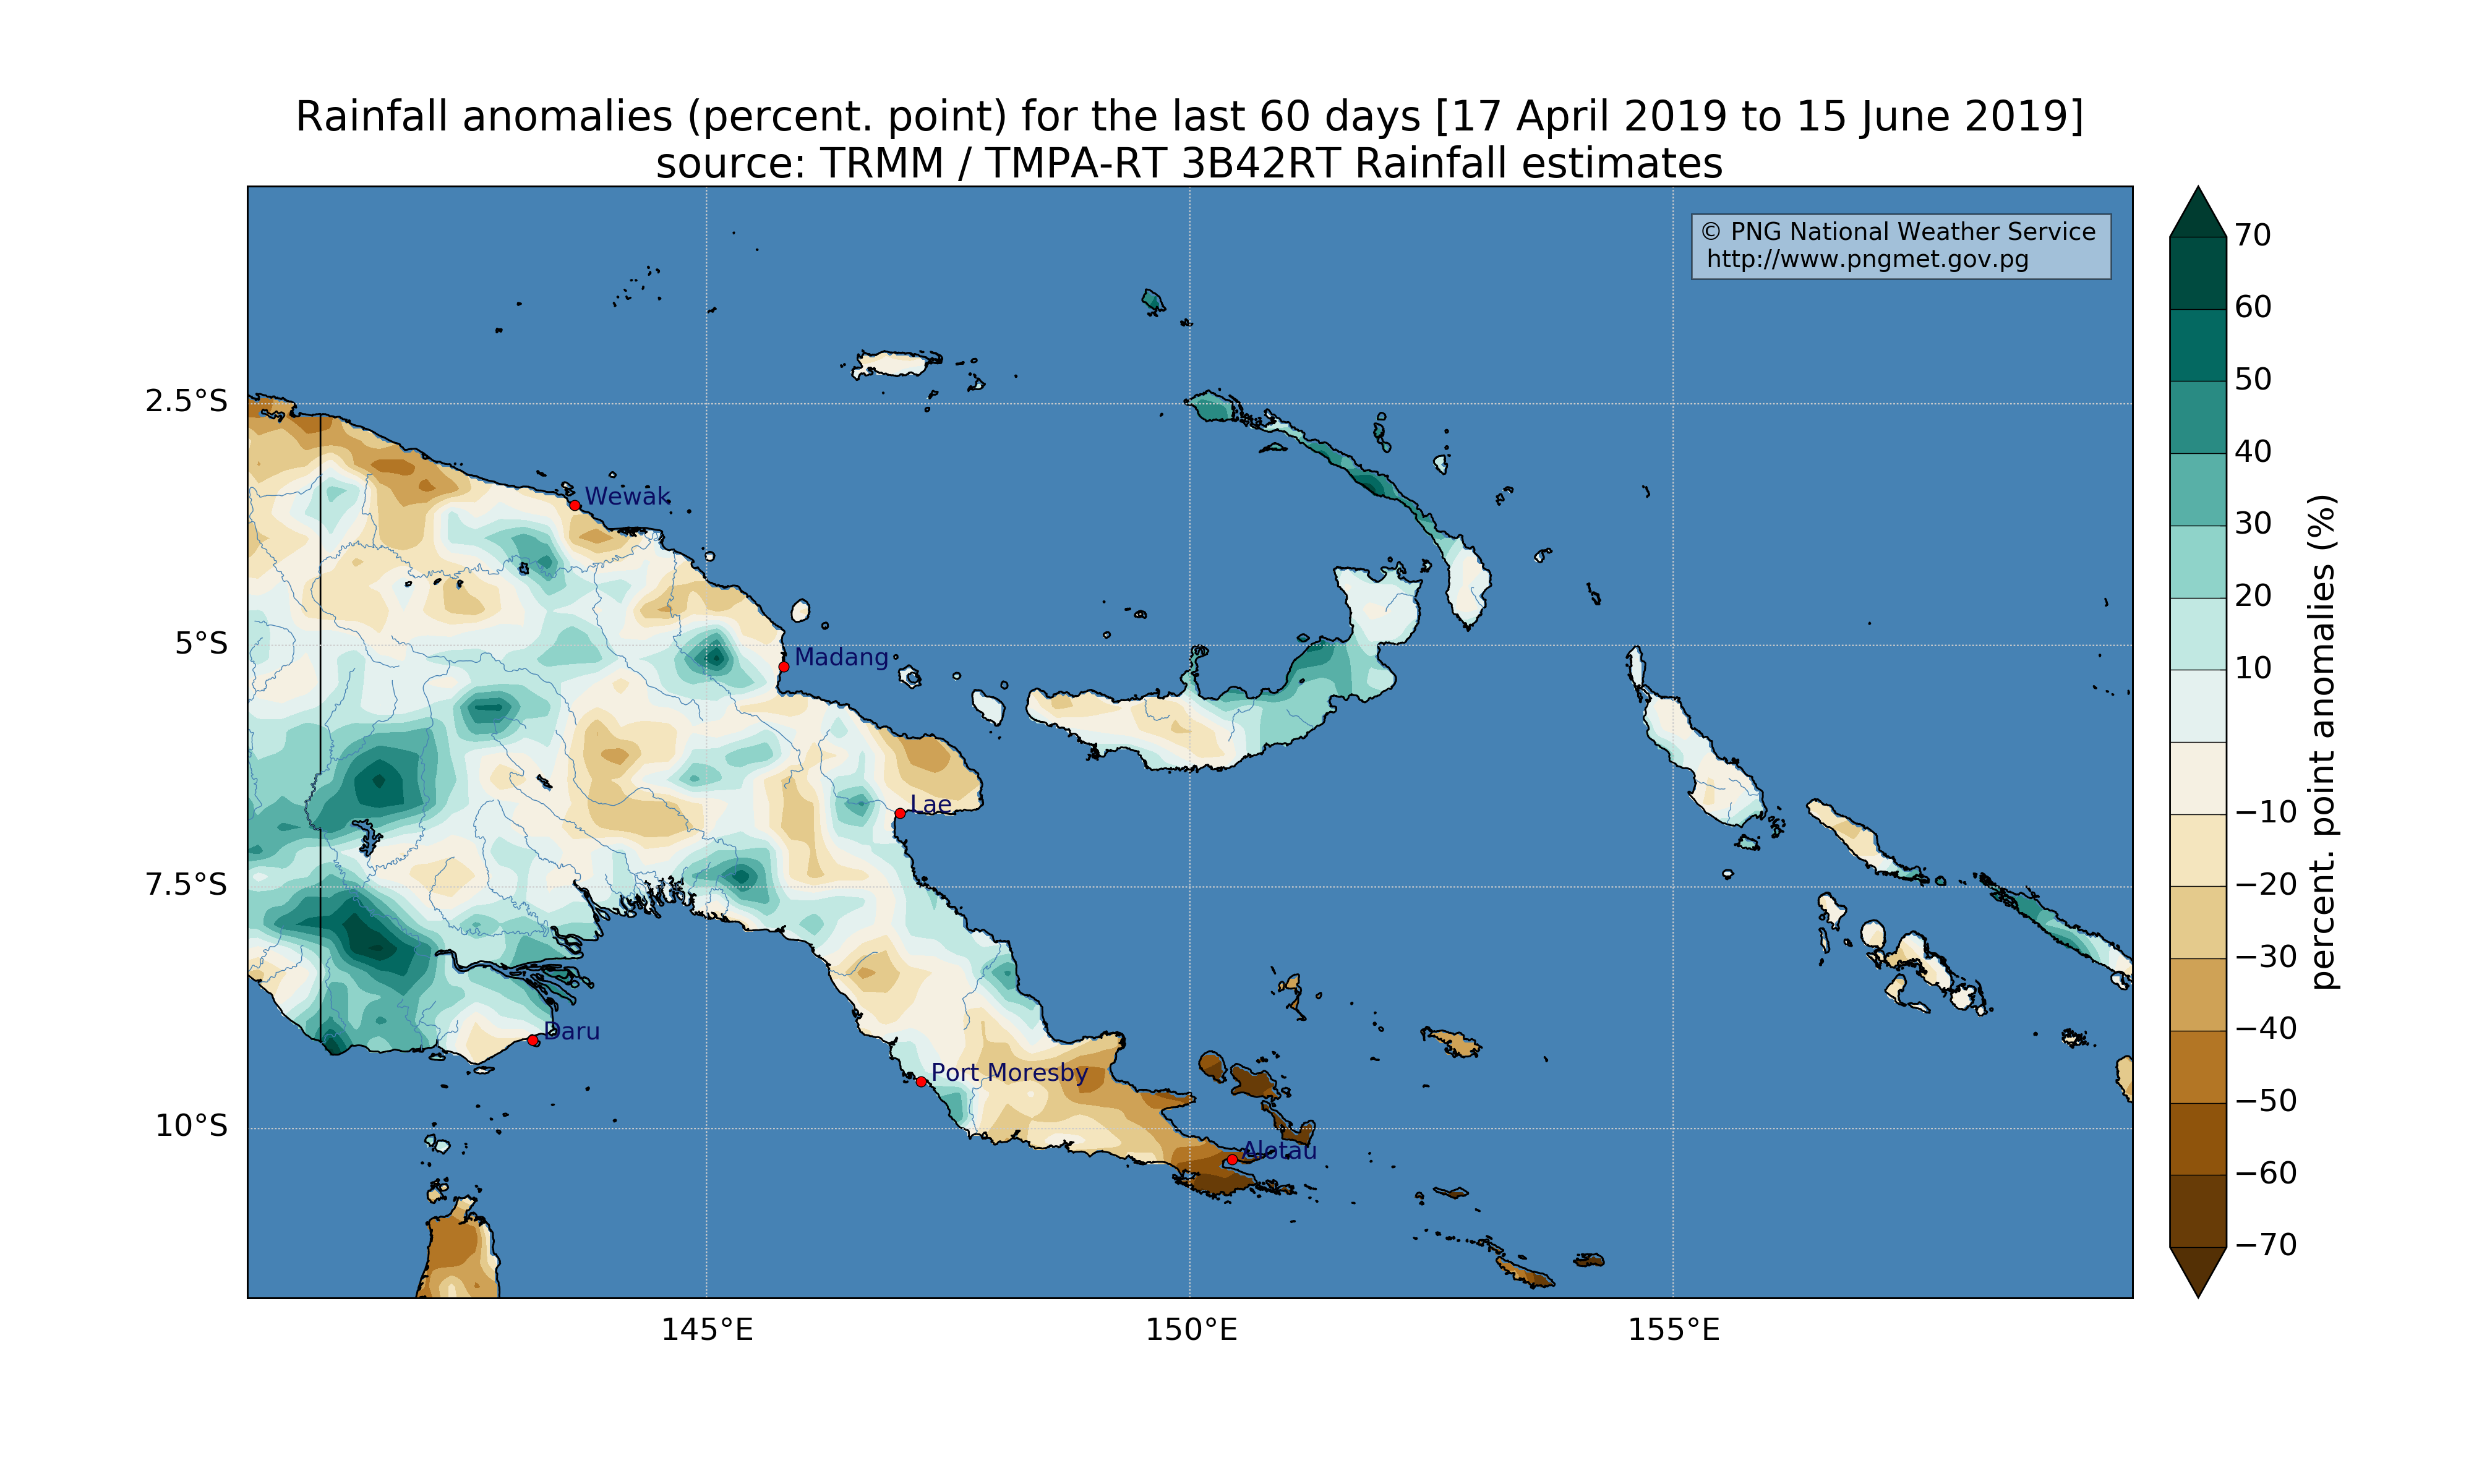 Rainfall anomalies (percent. point) for the last 60 days [17 April 2019 to 15 June 2019]
source: TRMM / TMPA-RT 3B42RT Rainfall estimates
© PNG National Weather Service
http://www.pngmet.gov.pg
2.5°S
5°S
7.5°S
10°S
145°E
150°E
155°E
Wewak
Madang
Lae
Daru
Port Moresby
Alotau
70
60
50
40
30
20
10
−10
−20
−30
−40
−50
−60
−70
percent. point anomalies (%)